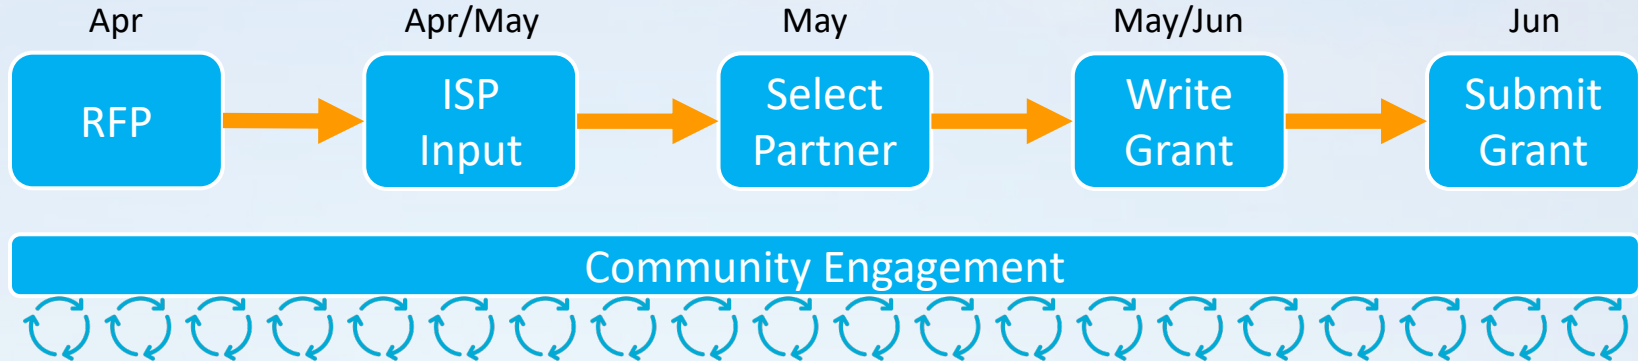 Apr
Apr/May
May
May/Jun
Jun
RFP
ISP
Input
Select
Partner
Write
Grant
Submit
Grant
Community Engagement